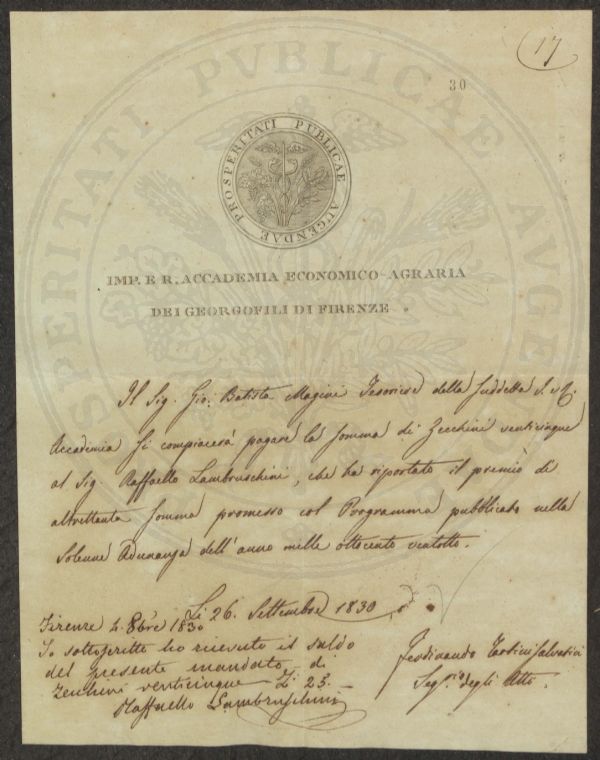 17
30
PROSPERITATI PUBLICAE AUGENDAE
IMP. E R. ACCADEMIA ECONOMICO-AGRARIA
DEI GEORGOFILI DI FIRENZE
Il Sig. Gio: Batista Magini Tesoriere della suddetta I. e R.
Accademia si compiacerà pagare la somma di Zecchini venticinque
al Sig. Raffaello Lambruschini, che ha riportato il premio di
altrettanta somma promesso col Programma pubblicato nella
Solenne Adunanza dell'anno mille ottocento ventotto.
Li 26. Settembre 1830
Firenze 4. 8bre 1830
Io sottoscritto ho ricevuto il saldo
del presente mandato di
Zecchini venticinque Z: 25.
Raffaello Lambruschini
Ferdinando Tartini Salvatici
Seg.rio degli Atti.